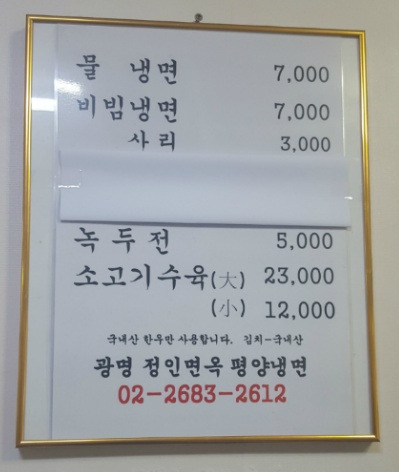 물 냉면 7,000
비빔냉면 7,000
사리 3,000
녹두전 5,000
소고기수육(大) 23,000
(小) 12,000
국내산 한우만 사용합니다. 김치-국내산
광명 정인면옥 평양냉면
02-2683-2612